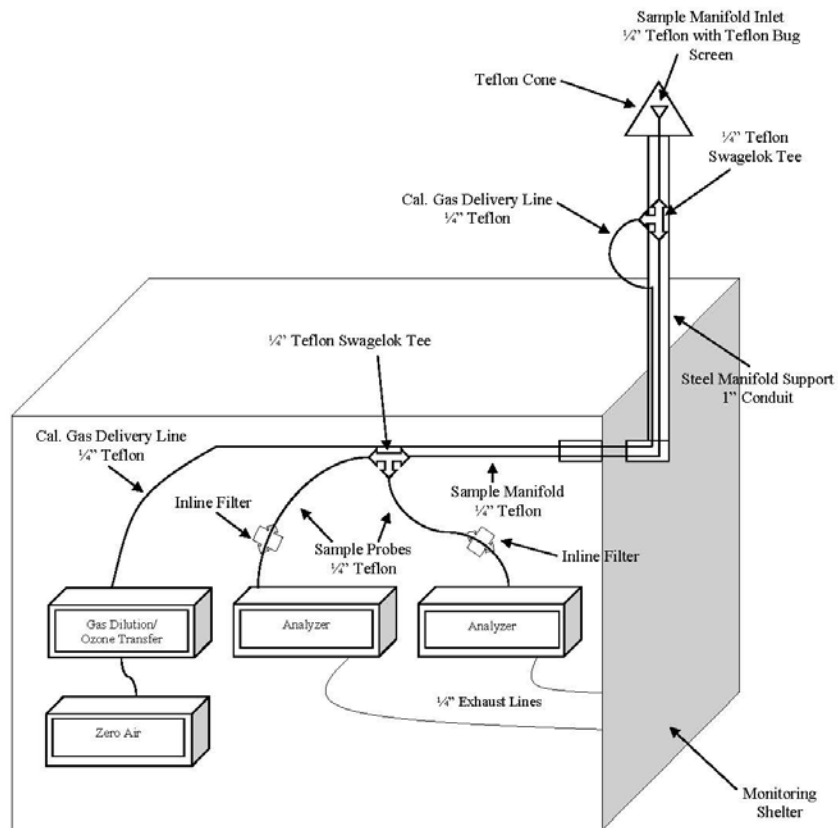 Sample Manifold Inlet
¼” Teflon with Teflon Bug
Screen
Teflon Cone
¼” Teflon
Swagelok Tee
Cal. Gas Delivery Line
¼” Teflon
¼” Teflon Swagelok Tee
Steel Manifold Support
1” Conduit
Cal. Gas Delivery Line
¼” Teflon
Inline Filter
Sample Manifold
¼” Teflon
Sample Probes
¼” Teflon
Inline Filter
Gas Dilution/
Ozone Transfer
Analyzer
Analyzer
¼” Exhaust Lines
Zero Air
Monitoring
Shelter